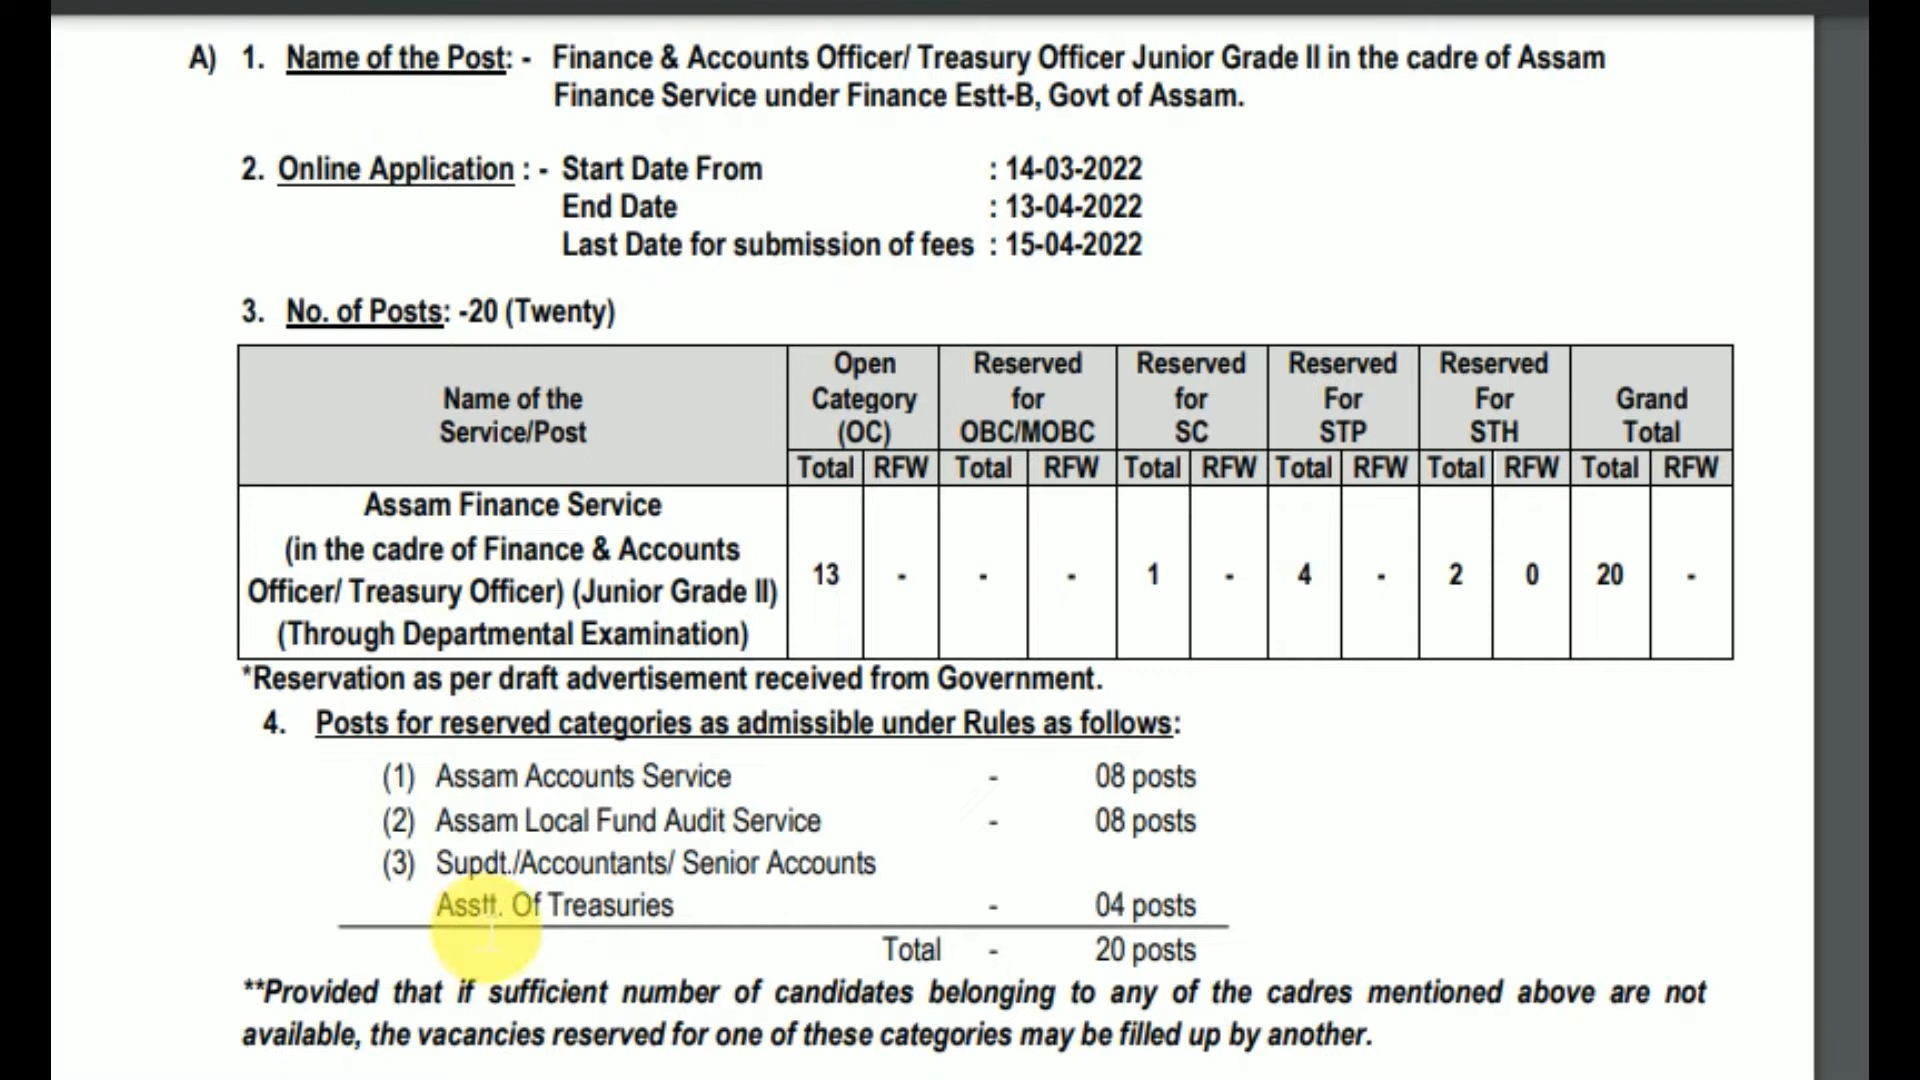 A) 1. Name of the Post: - Finance & Accounts Officer/ Treasury Officer Junior Grade II in the cadre of Assam
Finance Service under Finance Estt-B, Govt of Assam.
2. Online Application : - Start Date From : 14-03-2022
End Date : 13-04-2022
Last Date for submission of fees : 15-04-2022
3. No. of Posts: -20 (Twenty)
Name of the Service/Post
Open Category (OC)
Reserved for OBC/MOBC
Reserved for SC
Reserved For STP
Reserved For STH
Grand Total
Total RFW Total RFW Total RFW Total RFW Total RFW Total RFW
Assam Finance Service
(in the cadre of Finance & Accounts
Officer/ Treasury Officer) (Junior Grade II)
(Through Departmental Examination)
13 - - - 1 - 4 - 2 0 20 -
*Reservation as per draft advertisement received from Government.
4. Posts for reserved categories as admissible under Rules as follows:
(1) Assam Accounts Service - 08 posts
(2) Assam Local Fund Audit Service - 08 posts
(3) Supdt./Accountants/ Senior Accounts
Asstt. Of Treasuries - 04 posts
Total - 20 posts
**Provided that if sufficient number of candidates belonging to any of the cadres mentioned above are not
available, the vacancies reserved for one of these categories may be filled up by another.